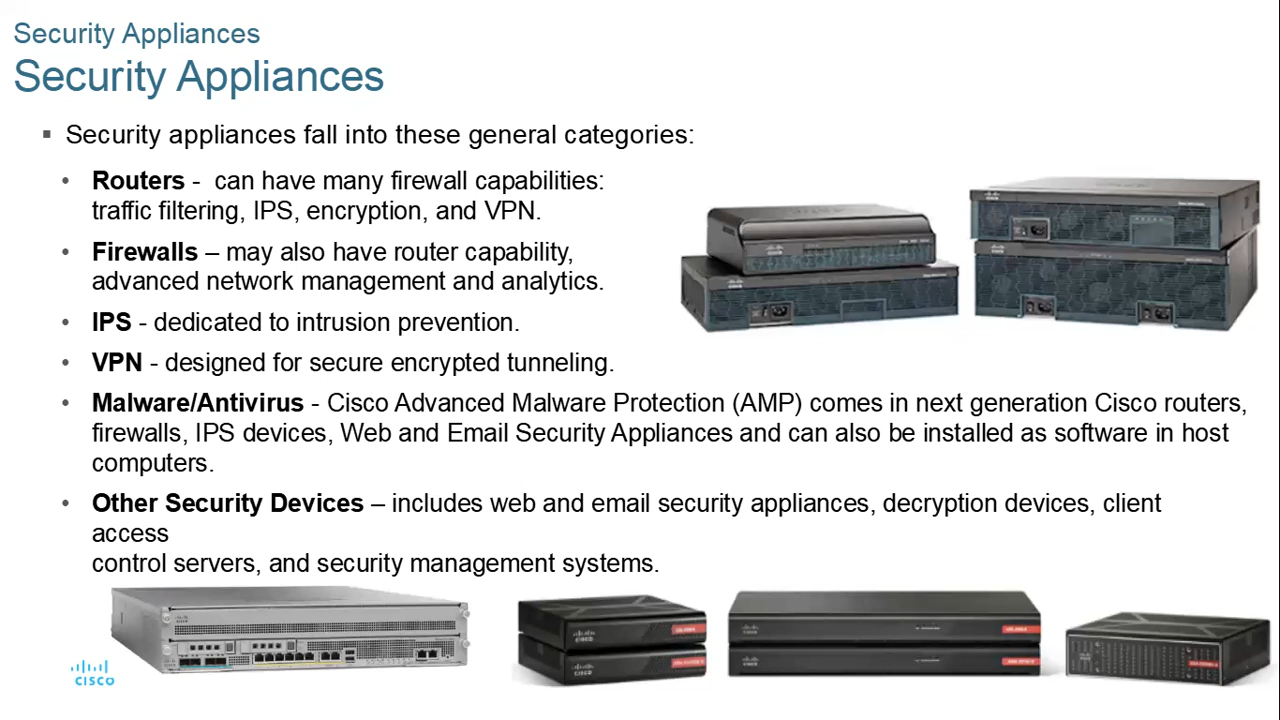 Security Appliances
Security Appliances
▪ Security appliances fall into these general categories:
• Routers -  can have many firewall capabilities:
traffic filtering, IPS, encryption, and VPN.
• Firewalls – may also have router capability,
advanced network management and analytics.
• IPS - dedicated to intrusion prevention.
• VPN - designed for secure encrypted tunneling.
• Malware/Antivirus - Cisco Advanced Malware Protection (AMP) comes in next generation Cisco routers,
firewalls, IPS devices, Web and Email Security Appliances and can also be installed as software in host
computers.
• Other Security Devices – includes web and email security appliances, decryption devices, client
access
control servers, and security management systems.
CISCO
CISCO
CISCO